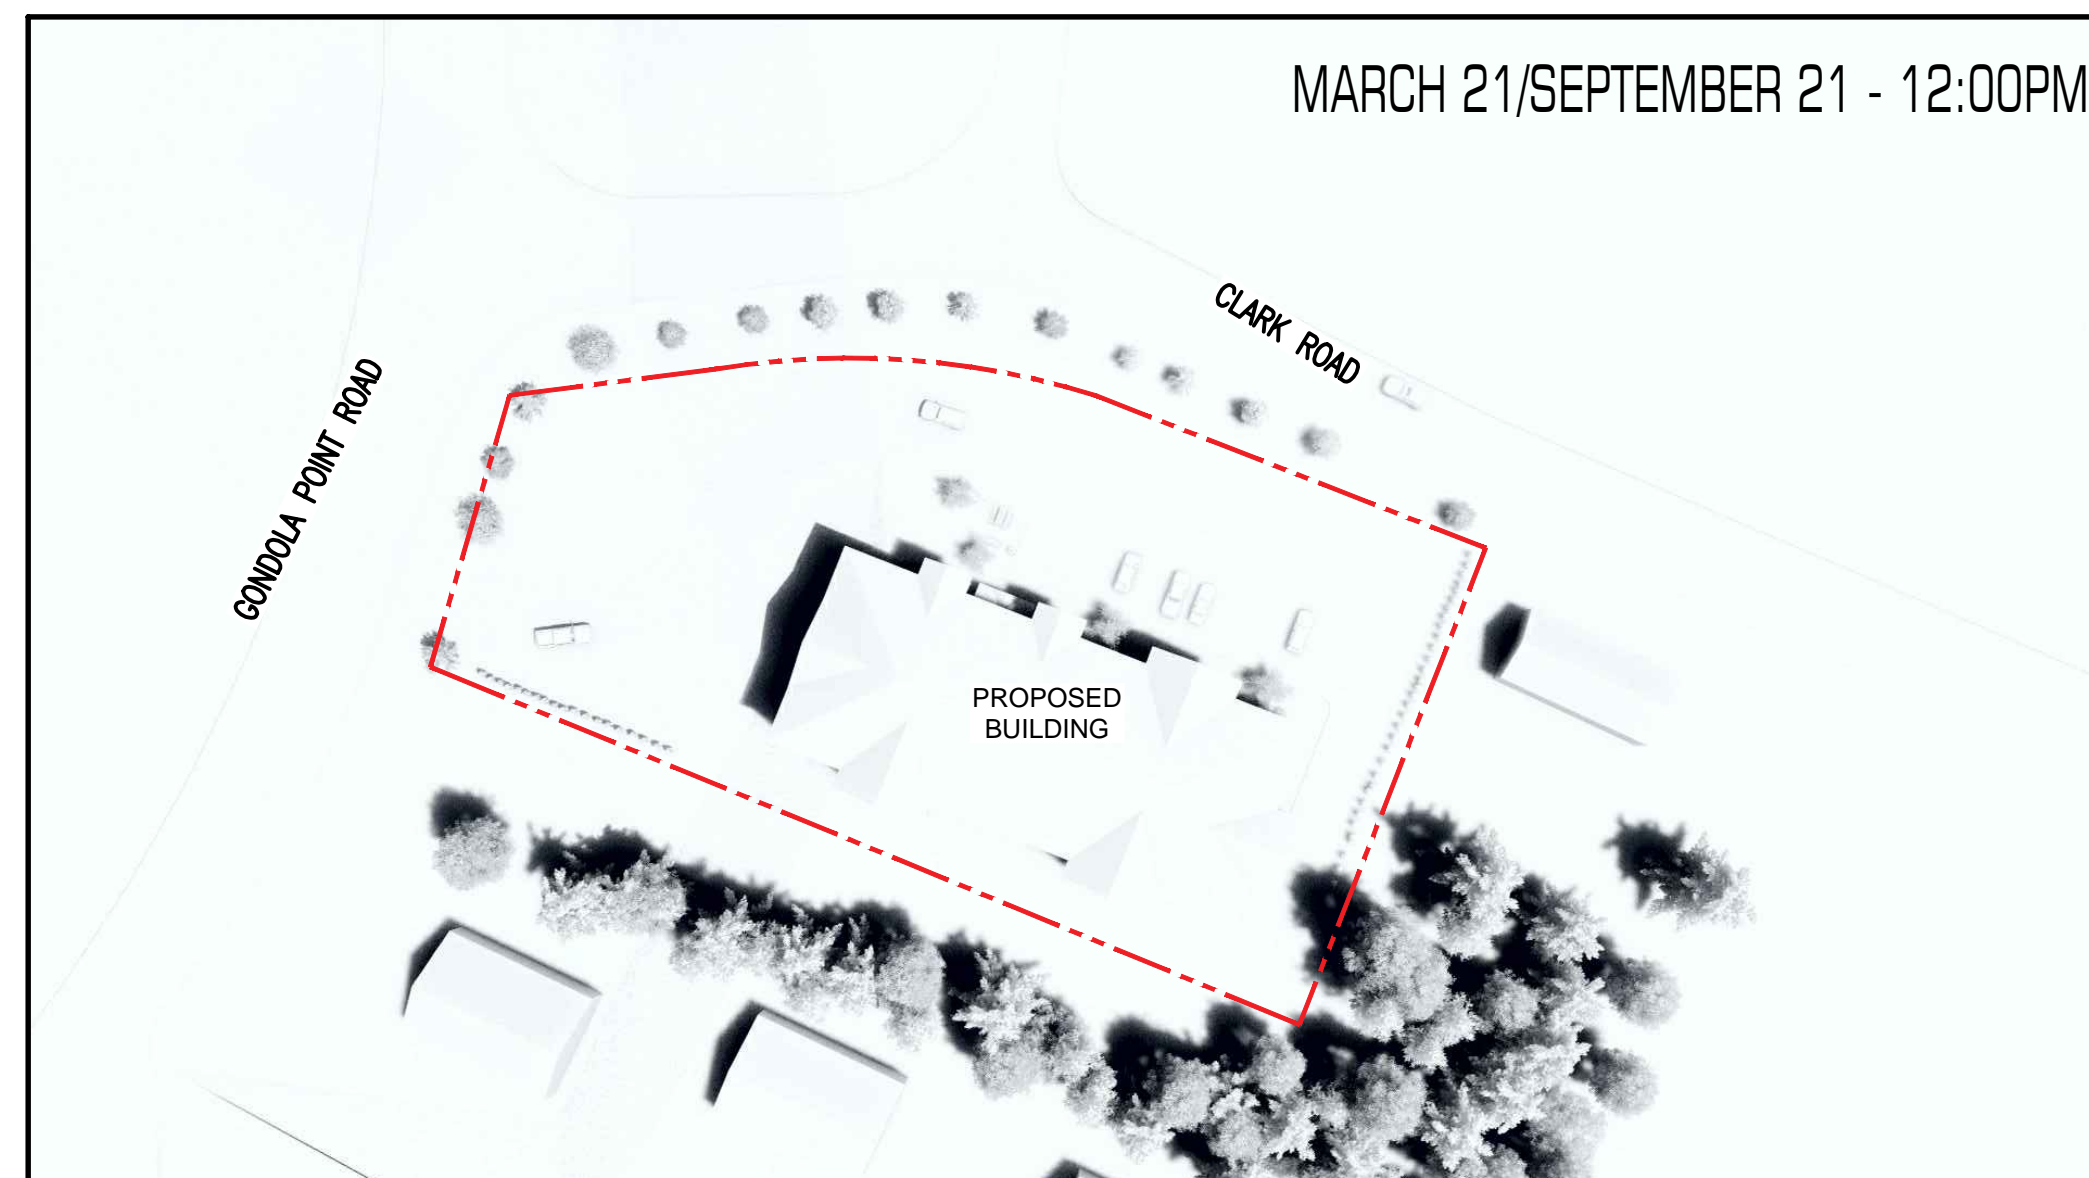 MARCH 21/SEPTEMBER 21 - 12:00PM
CLARK ROAD
GONDOLA POINT ROAD
PROPOSED
BUILDING